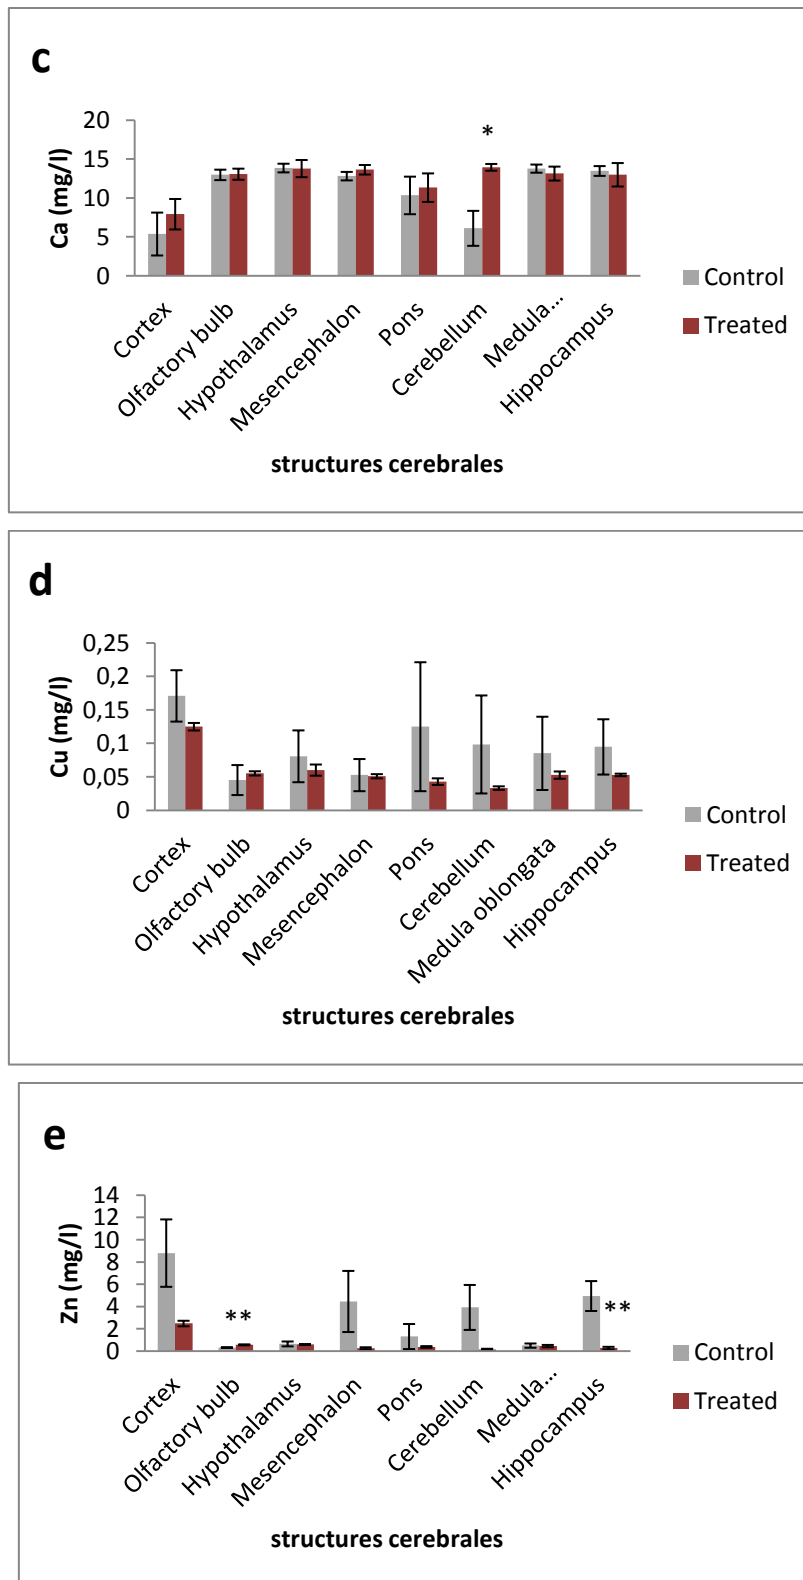 c
Ca (mg/l)
20
15
10
5
0
*
Cortex
Olfactory bulb
Hypothalamus
Mesencephalon
Pons
Cerebellum
Medula...
Hippocampus
structures cerebrales
Control
Treated
d
Cu (mg/l)
0,25
0,2
0,15
0,1
0,05
0
Cortex
Olfactory bulb
Hypothalamus
Mesencephalon
Pons
Cerebellum
Medula oblongata
Hippocampus
structures cerebrales
Control
Treated
e
Zn (mg/l)
14
12
10
8
6
4
2
0
**
**
Cortex
Olfactory bulb
Hypothalamus
Mesencephalon
Pons
Cerebellum
Medula...
Hippocampus
structures cerebrales
Control
Treated